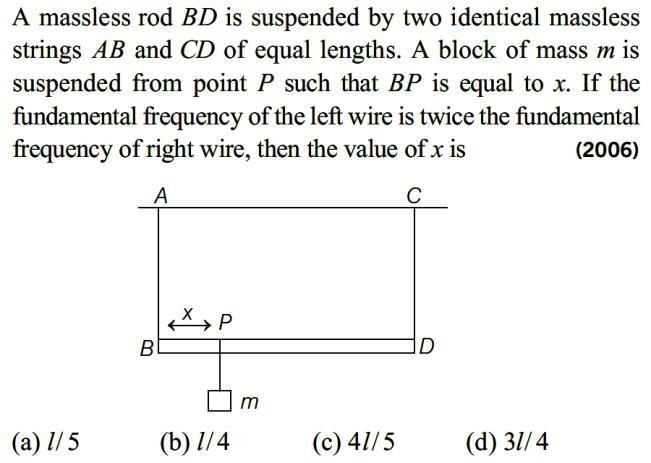 A massless rod BD is suspended by two identical massless
strings AB and CD of equal lengths. A block of mass m is
suspended from point P such that BP is equal to x. If the
fundamental frequency of the left wire is twice the fundamental
frequency of right wire, then the value of x is (2006)
A C
x P
B D
m
(a) l/5 (b) l/4 (c) 4l/5 (d) 3l/4